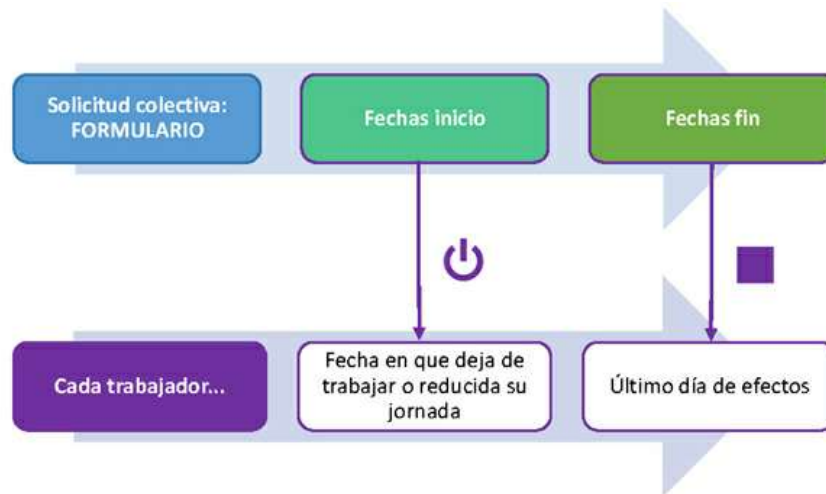 Solicitud colectiva:
FORMULARIO
Fechas inicio
Fechas fin
Cada trabajador...
Fecha en que deja de
trabajar o reducida su
jornada
Último día de efectos